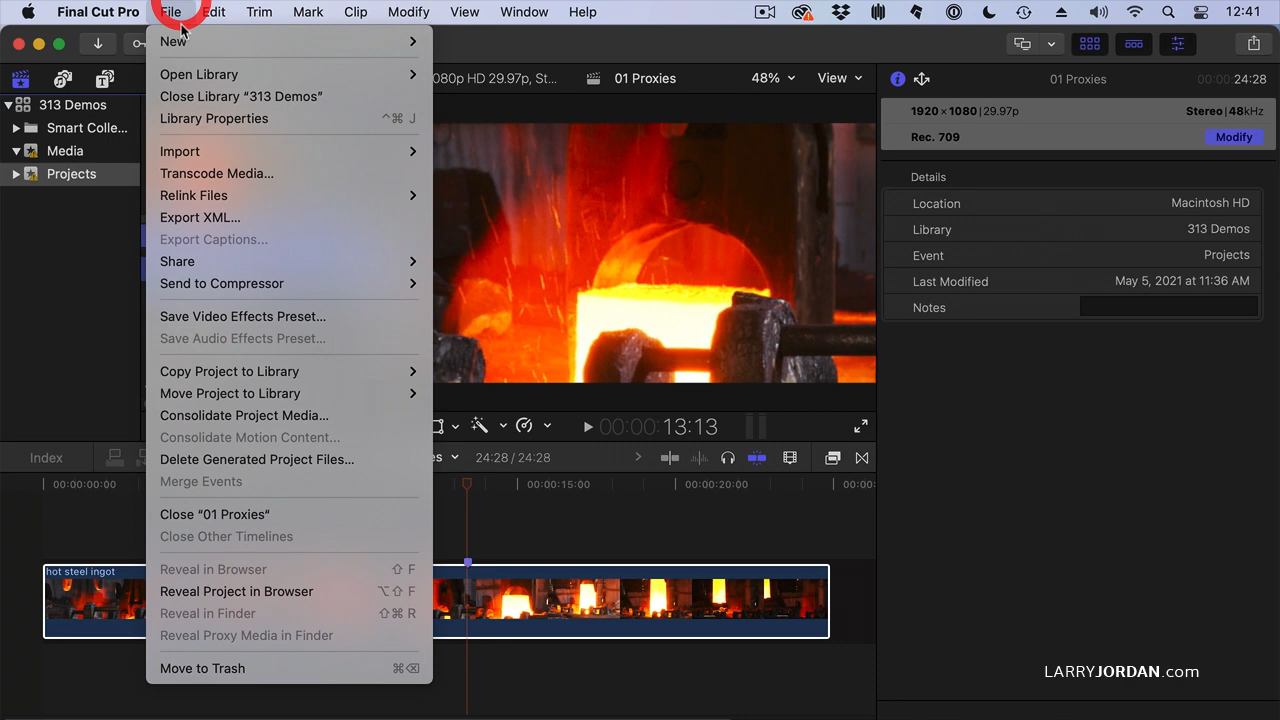 Final Cut Pro File Edit Trim Mark Clip Modify View Window Help 12:41
New
Open Library
Close Library “313 Demos”
Library Properties ⌃⌘ J
Import
Transcode Media...
Relink Files
Export XML...
Export Captions...
Share
Send to Compressor
Save Video Effects Preset...
Save Audio Effects Preset...
Copy Project to Library
Move Project to Library
Consolidate Project Media...
Consolidate Motion Content...
Delete Generated Project Files...
Merge Events
Close “01 Proxies”
Close Other Timelines
Reveal in Browser ⇧ F
Reveal Project in Browser ⌥⇧ F
Reveal in Finder ⇧⌘ R
Reveal Proxy Media in Finder
Move to Trash ⌘⌫
313 Demos
Smart Colle...
Media
Projects
080p HD 29.97p, St... 01 Proxies 48% View
00:00:13:13
Index
24:28 / 24:28
00:00:00:00 00:00:15:00 00:00:20:00 00:00:
hot steel ingot
01 Proxies 00:00:24:28
1920 × 1080 | 29.97p Stereo | 48kHz
Rec. 709 Modify
Details
Location Macintosh HD
Library 313 Demos
Event Projects
Last Modified May 5, 2021 at 11:36 AM
Notes
LARRYJORDAN.com